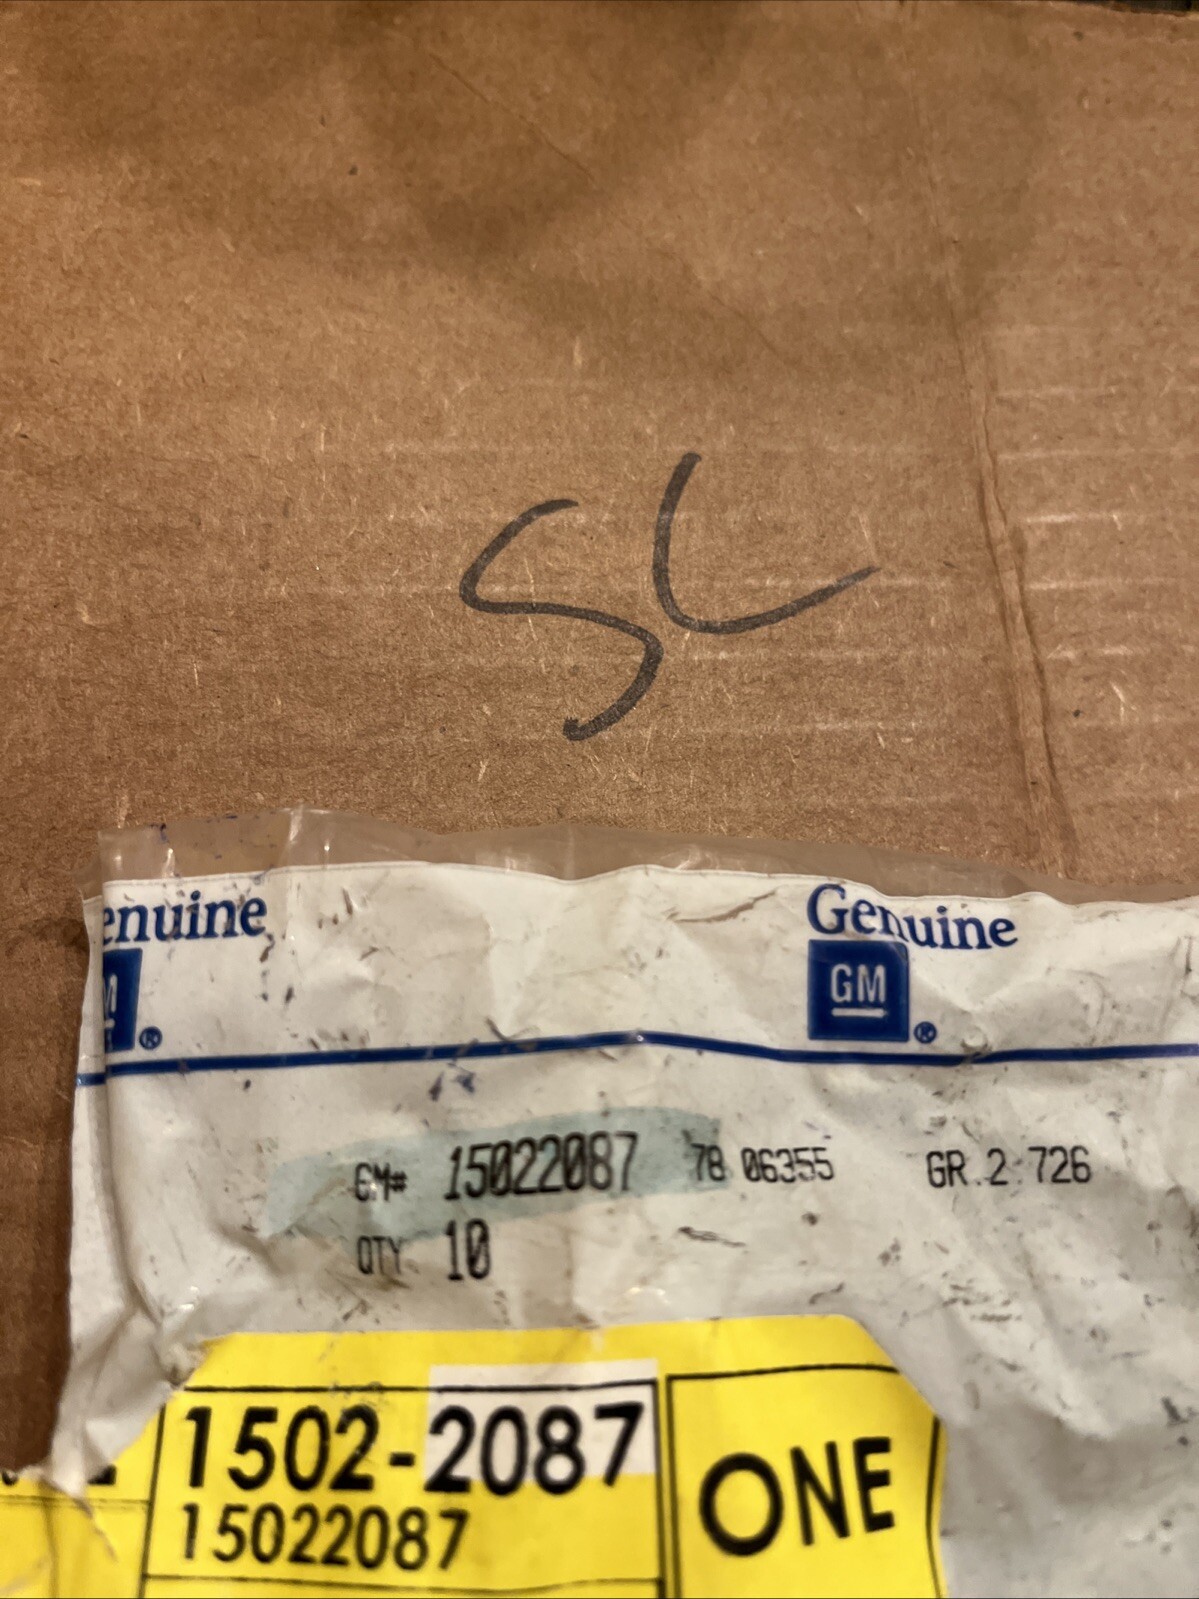 SL
enuine
Genuine
M
®
GM
®
GM# 15022087 78 06355 GR.2.726
QTY 10
1502-2087
15022087
ONE